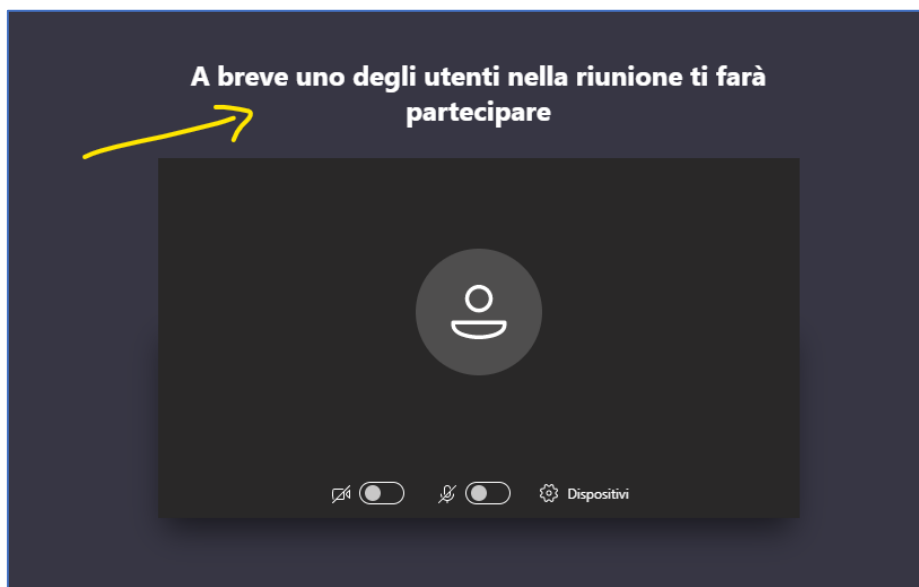 A breve uno degli utenti nella riunione ti farà
partecipare
Dispositivi